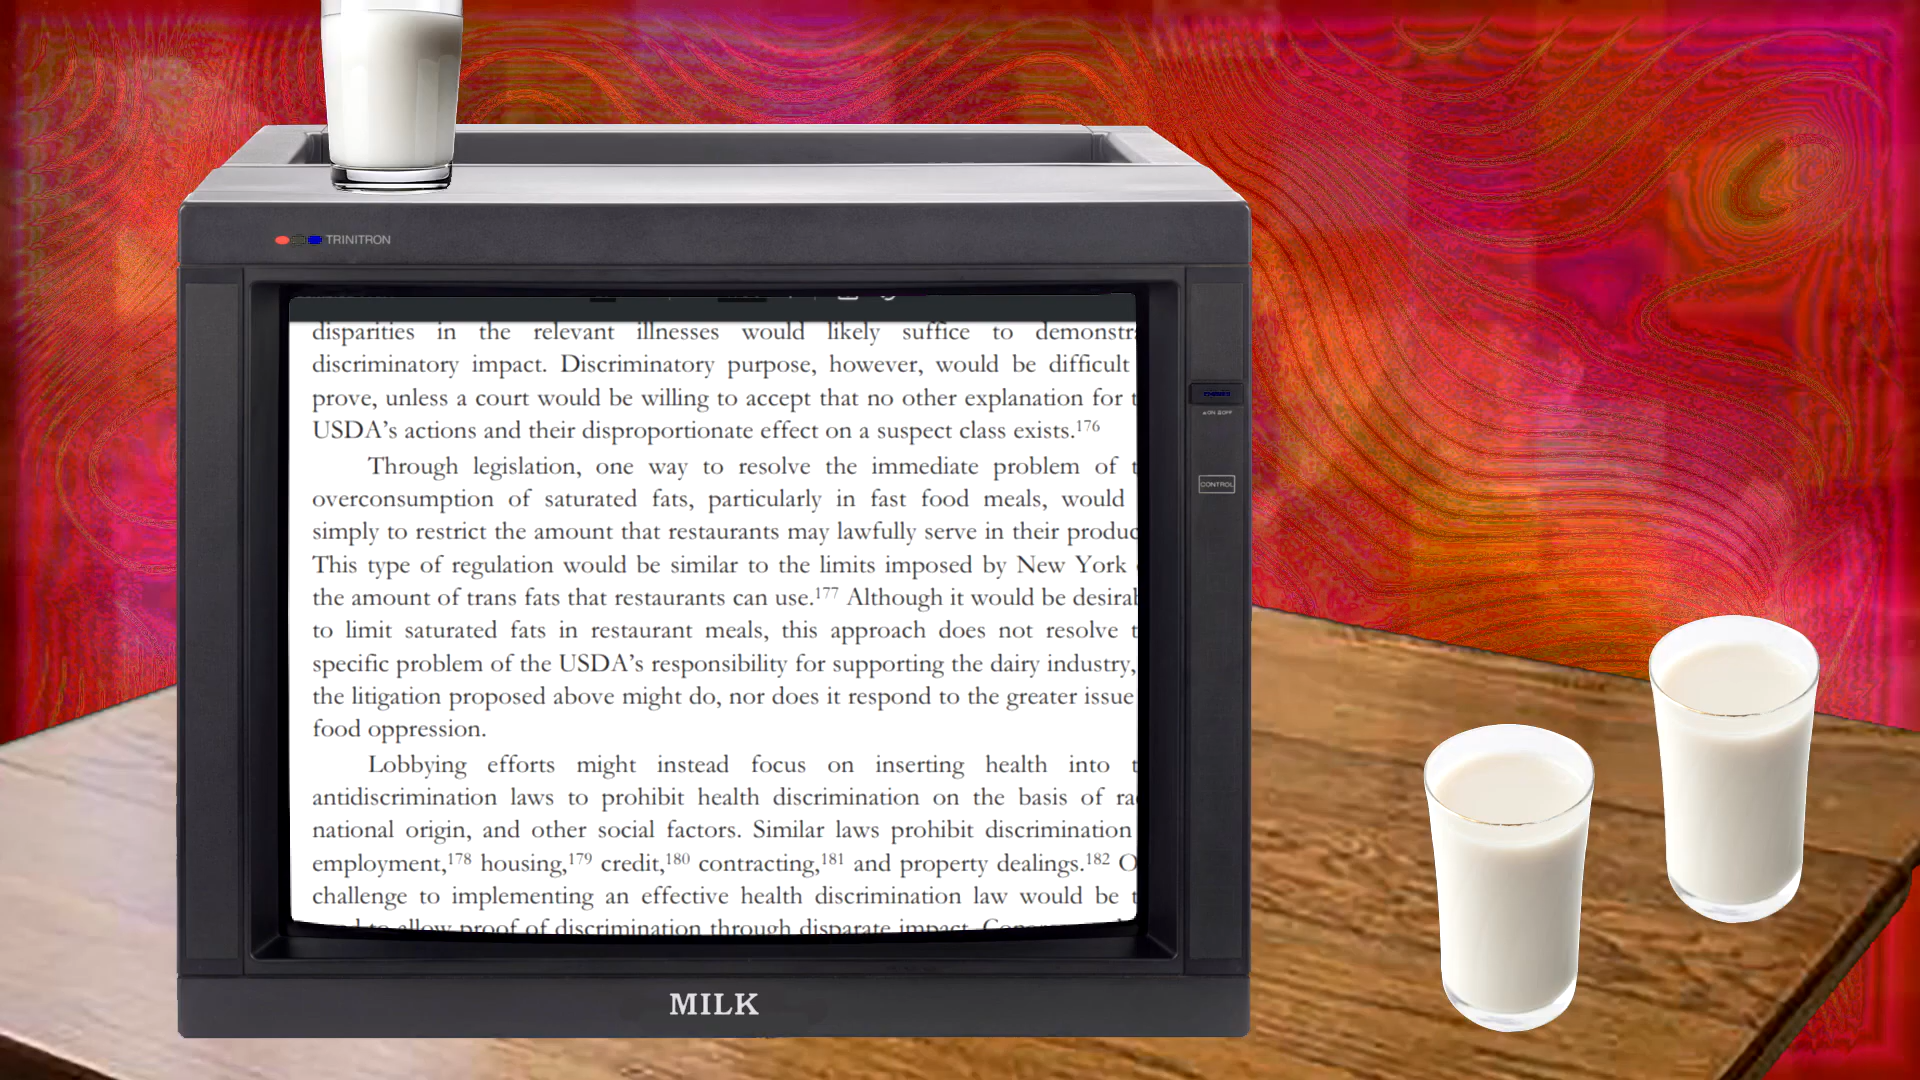 TRINITRON
disparities in the relevant illnesses would likely suffice to
discriminatory impact. Discriminatory purpose, however, would be difficult
prove, unless a court would be willing to accept that no other explanation for
USDA's actions and their disproportionate effect on a suspect class exists.176
Through legislation, one way to resolve the immediate problem of
overconsumption of saturated fats, particularly in fast food meals, would
simply to restrict the amount that restaurants may lawfully serve in their
This type of regulation would be similar to the limits imposed by New York
the amount of trans fats that restaurants can use.177 Although it would be
to limit saturated fats in restaurant meals, this approach does not resolve
specific problem of the USDA's responsibility for supporting the dairy industry,
the litigation proposed above might do, nor does it respond to the greater issue
food oppression.
Lobbying efforts might instead focus on inserting health into
antidiscrimination laws to prohibit health discrimination on the basis of
national origin, and other social factors. Similar laws prohibit discrimination
employment,178 housing,179 credit,180 contracting,181 and property dealings.182
challenge to implementing an effective health discrimination law would be
to allow proof of discrimination through disparate impact.
CONTROL
MILK